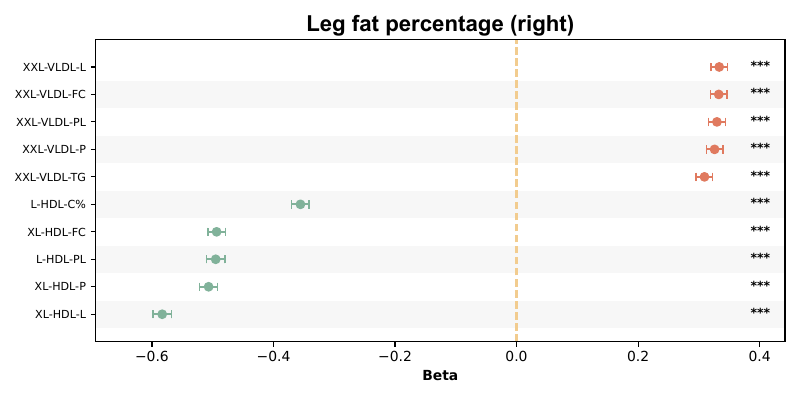 Leg fat percentage (right)
XXL-VLDL-L ***
XXL-VLDL-FC ***
XXL-VLDL-PL ***
XXL-VLDL-P ***
XXL-VLDL-TG ***
L-HDL-C% ***
XL-HDL-FC ***
L-HDL-PL ***
XL-HDL-P ***
XL-HDL-L ***
−0.6 −0.4 −0.2 0.0 0.2 0.4
Beta